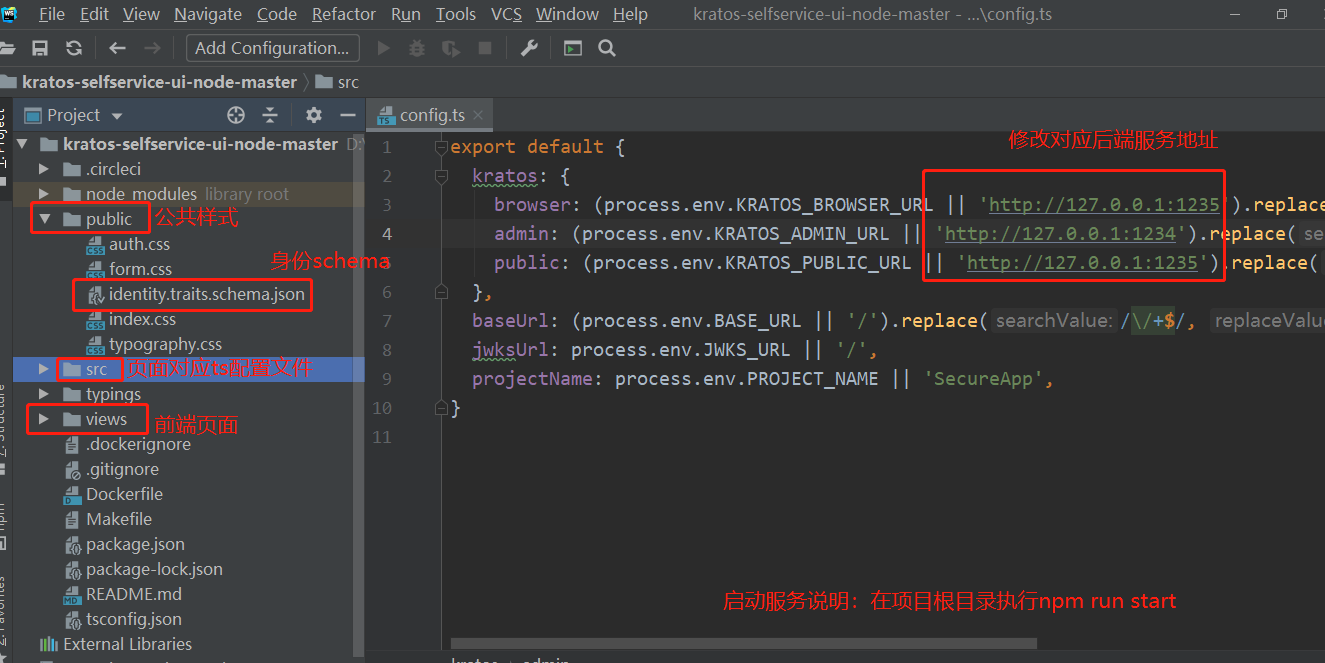 WS File Edit View Navigate Code Refactor Run Tools VCS Window Help kratos-selfservice-ui-node-master - ...\config.ts
Add Configuration...
kratos-selfservice-ui-node-master src
Project
config.ts
kratos-selfservice-ui-node-master
.circleci
node_modules library root
public 公共样式
auth.css
form.css
身份schema
identity.traits.schema.json
index.css
typography.css
src 页面对应ts配置文件
typings
views 前端页面
.dockerignore
.gitignore
Dockerfile
Makefile
package.json
package-lock.json
README.md
tsconfig.json
External Libraries
修改对应后端服务地址
1 export default {
2 kratos: {
3 browser: (process.env.KRATOS_BROWSER_URL || 'http://127.0.0.1:1235').replace
4 admin: (process.env.KRATOS_ADMIN_URL || 'http://127.0.0.1:1234').replace( se
public: (process.env.KRATOS_PUBLIC_URL || 'http://127.0.0.1:1235').replace(
6 },
7 baseUrl: (process.env.BASE_URL || '/').replace( searchValue: /\/+$/, replaceValu
8 jwksUrl: process.env.JWKS_URL || '/',
9 projectName: process.env.PROJECT_NAME || 'SecureApp',
10 }
11
启动服务说明：在项目根目录执行npm run start
kratos admin